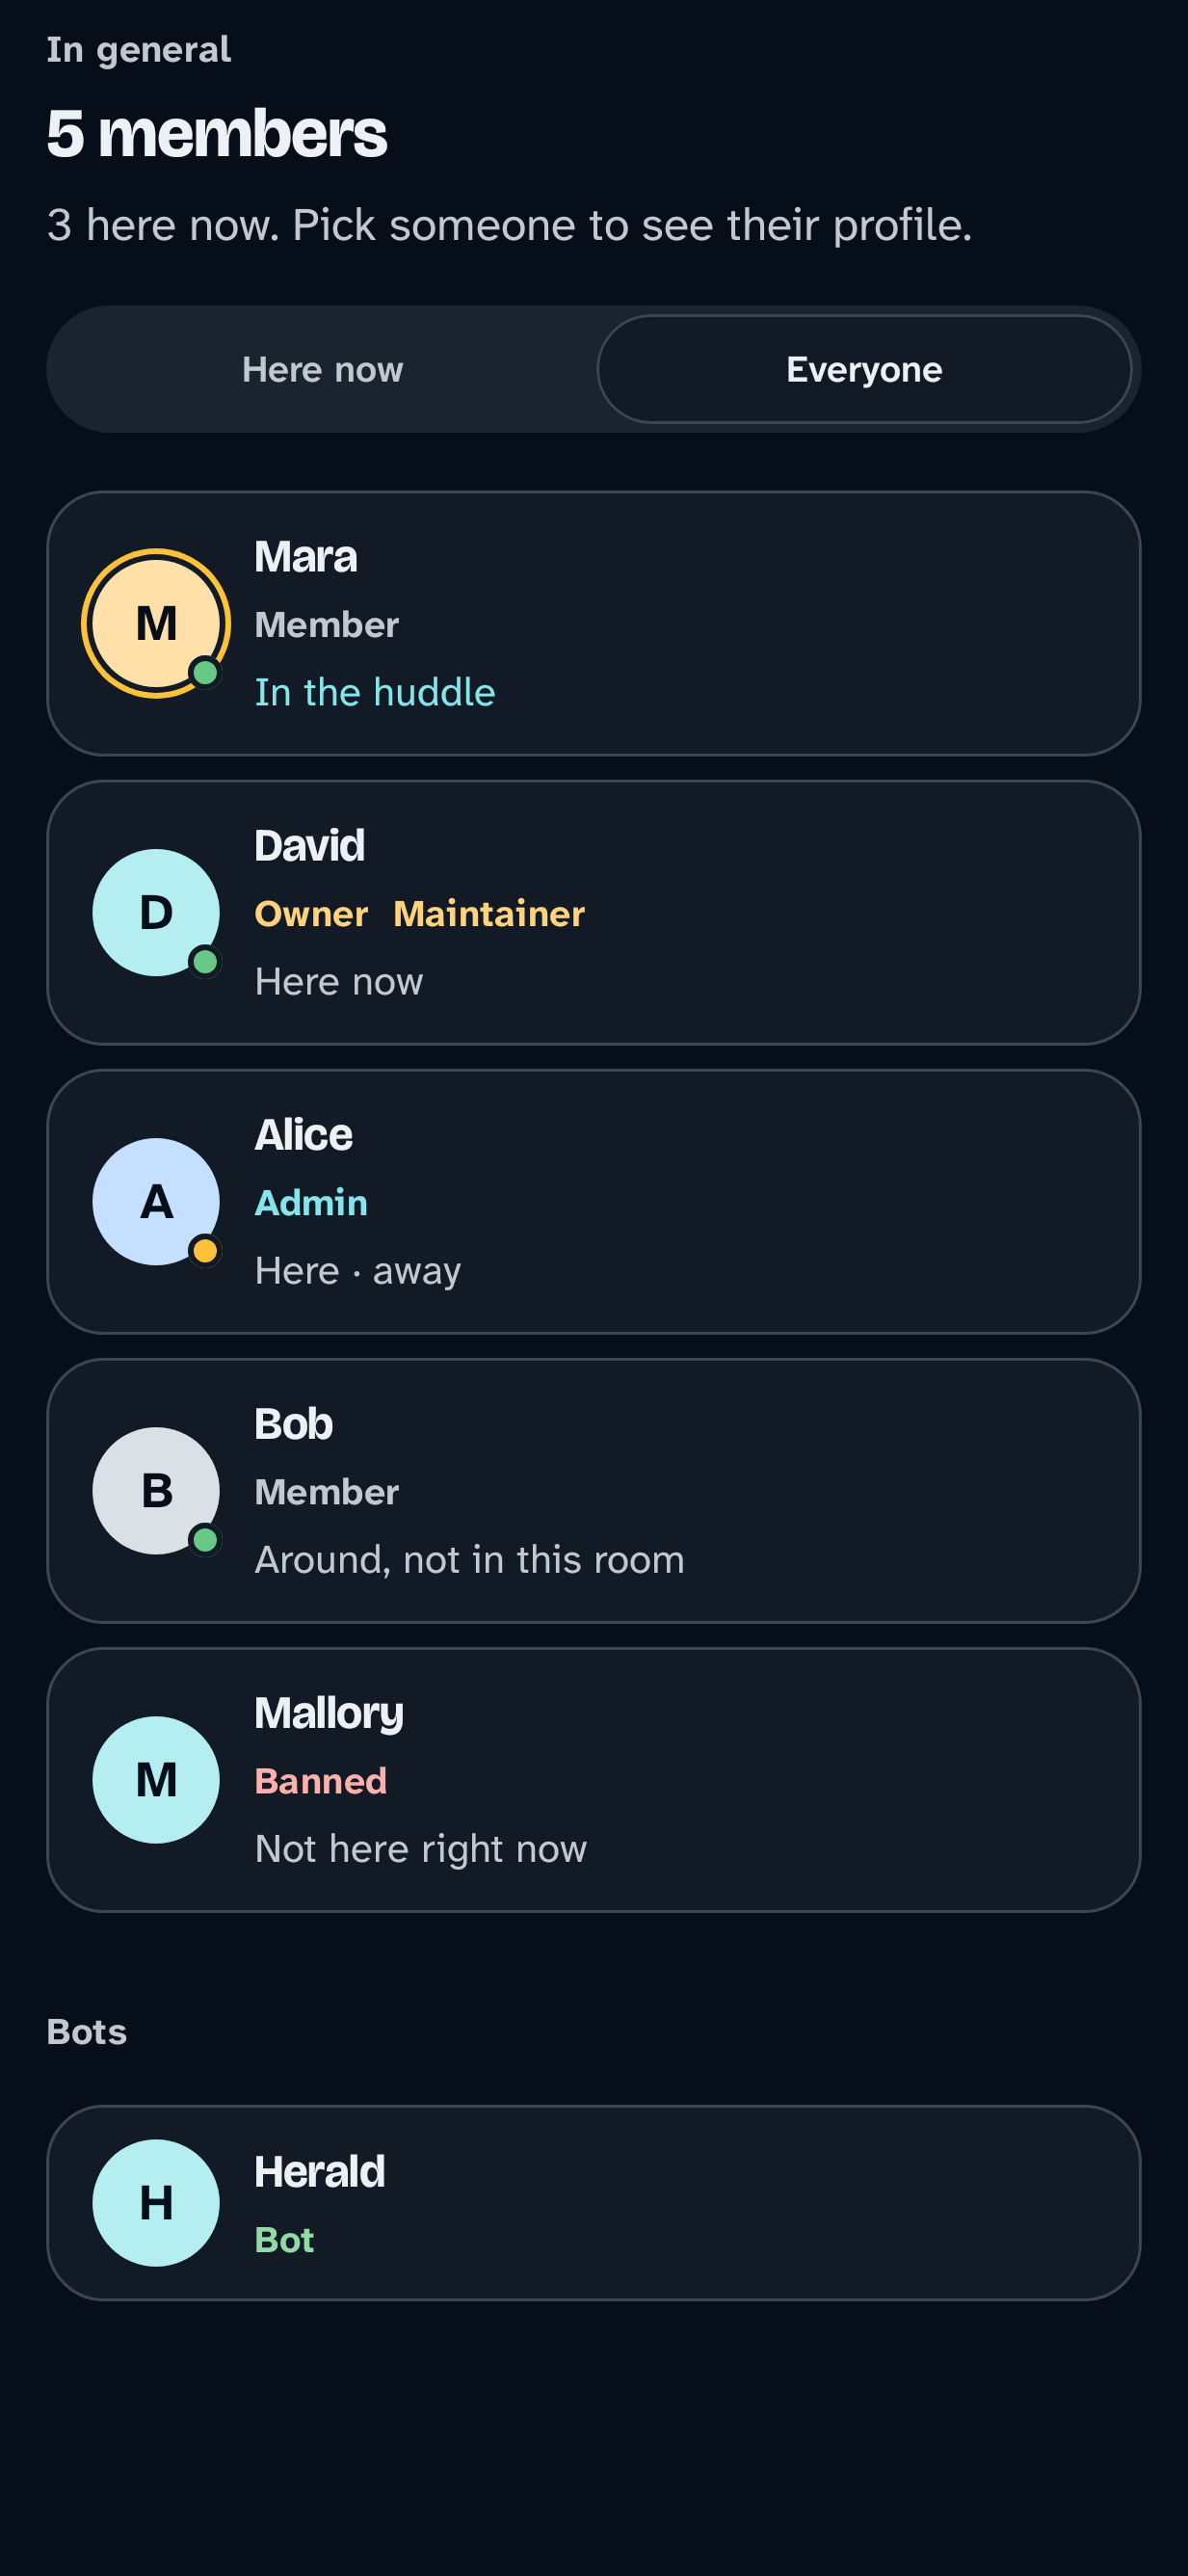 In general
5 members
3 here now. Pick someone to see their profile.
Here now
Everyone
M
Mara
Member
In the huddle
D
David
Owner Maintainer
Here now
A
Alice
Admin
Here · away
B
Bob
Member
Around, not in this room
M
Mallory
Banned
Not here right now
Bots
H
Herald
Bot